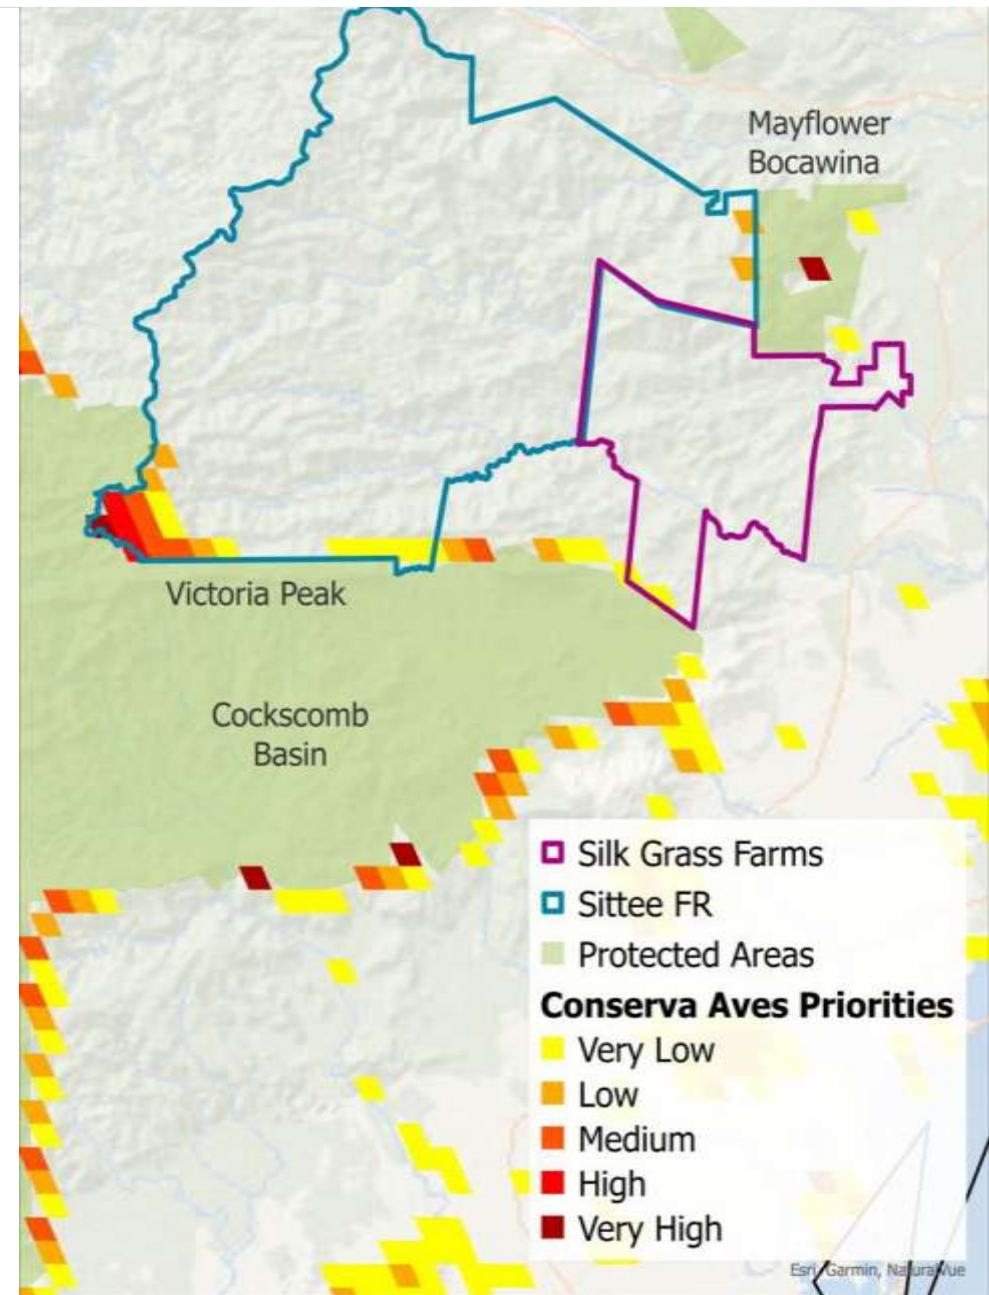 Mayflower
Bocawina
Victoria Peak
Cockscomb
Basin
Silk Grass Farms
Sittee FR
Protected Areas
Conserva Aves Priorities
Very Low
Low
Medium
High
Very High
Esri, Garmin, NaturalVue